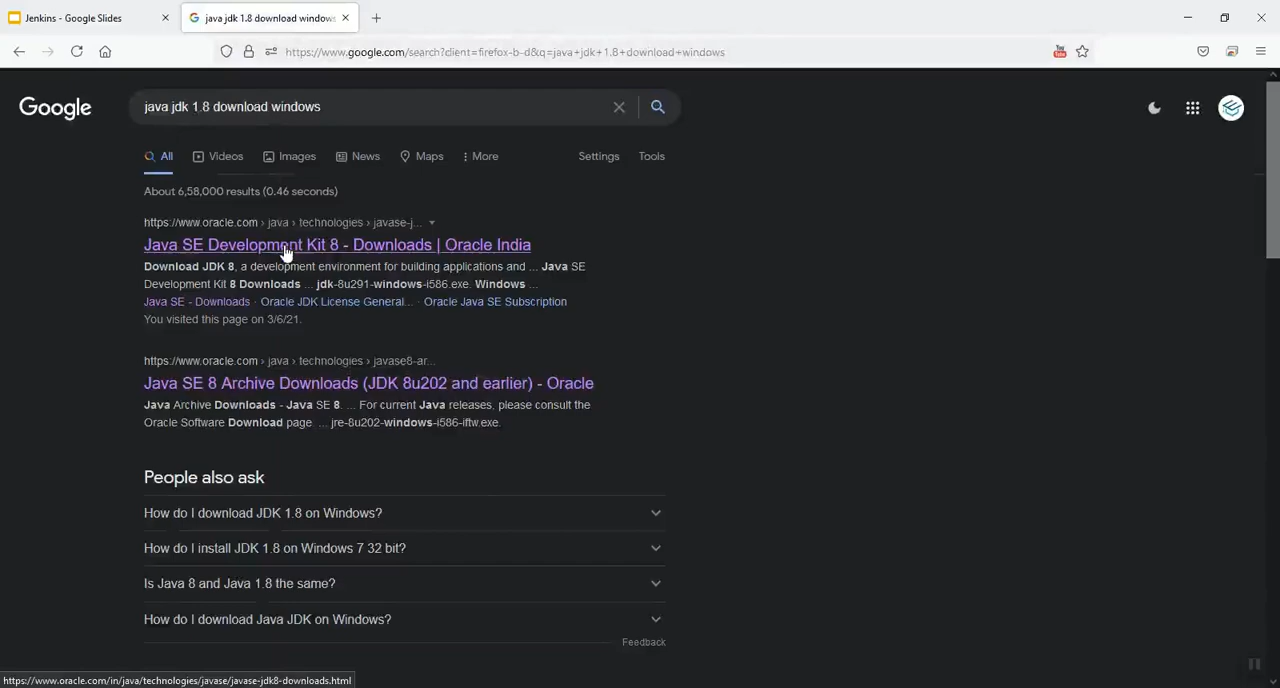 Jenkins - Google Slides
java jdk 1.8 download windows
https://www.google.com/search?client=firefox-b-d&q=java+jdk+1.8+download+windows
Google
java jdk 1.8 download windows
All Videos Images News Maps More Settings Tools
About 6,58,000 results (0.46 seconds)
https://www.oracle.com › java › technologies › javase-j...
Java SE Development Kit 8 - Downloads | Oracle India
Download JDK 8, a development environment for building applications and ... Java SE
Development Kit 8 Downloads ... jdk-8u291-windows-i586.exe. Windows ...
Java SE - Downloads · Oracle JDK License General... · Oracle Java SE Subscription
You visited this page on 3/6/21.
https://www.oracle.com › java › technologies › javase8-ar...
Java SE 8 Archive Downloads (JDK 8u202 and earlier) - Oracle
Java Archive Downloads - Java SE 8. ... For current Java releases, please consult the
Oracle Software Download page. ... jre-8u202-windows-i586-iftw.exe.
People also ask
How do I download JDK 1.8 on Windows?
How do I install JDK 1.8 on Windows 7 32 bit?
Is Java 8 and Java 1.8 the same?
How do I download Java JDK on Windows?
Feedback
https://www.oracle.com/in/java/technologies/javase/javase-jdk8-downloads.html